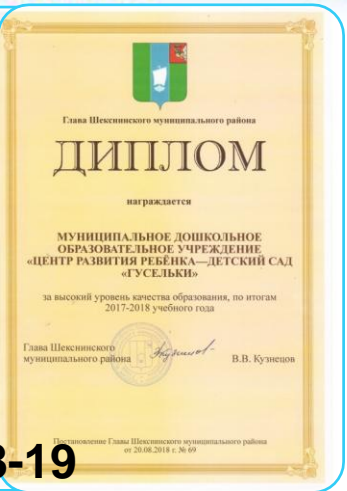 Глава Шекснинского муниципального района
ДИПЛОМ
награждается
МУНИЦИПАЛЬНОЕ ДОШКОЛЬНОЕ
ОБРАЗОВАТЕЛЬНОЕ УЧРЕЖДЕНИЕ
«ЦЕНТР РАЗВИТИЯ РЕБЁНКА—ДЕТСКИЙ САД
«ГУСЕЛЬКИ»
за высокий уровень качества образования, по итогам
2017-2018 учебного года
Глава Шекснинского
муниципального района
В.В. Кузнецов
Постановление Главы Шекснинского муниципального района
от 20.08.2018 г. № 69
-19